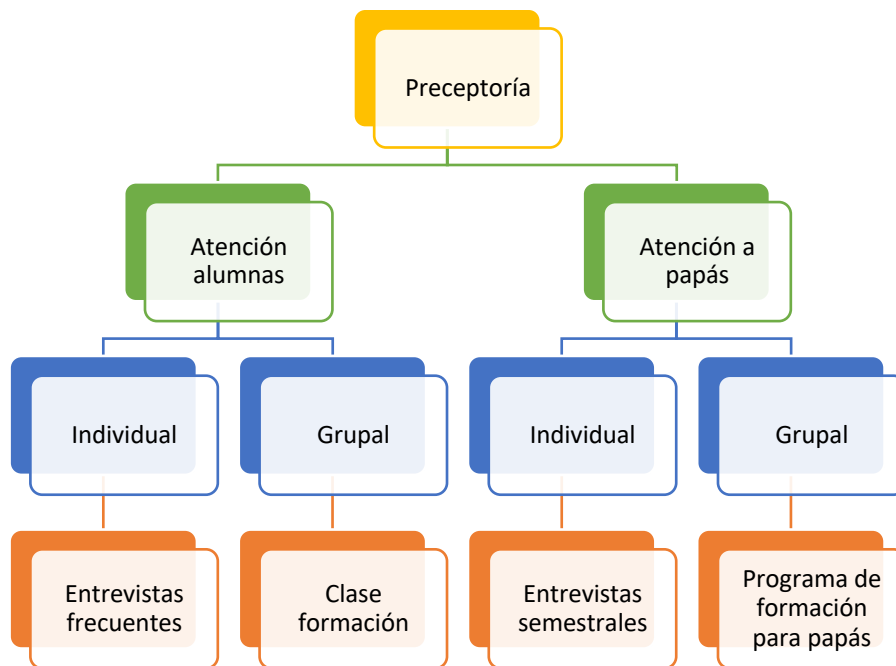 Preceptoría
Atención
alumnas
Atención a
papás
Individual
Grupal
Individual
Grupal
Entrevistas
frecuentes
Clase
formación
Entrevistas
semestrales
Programa de
formación
para papás